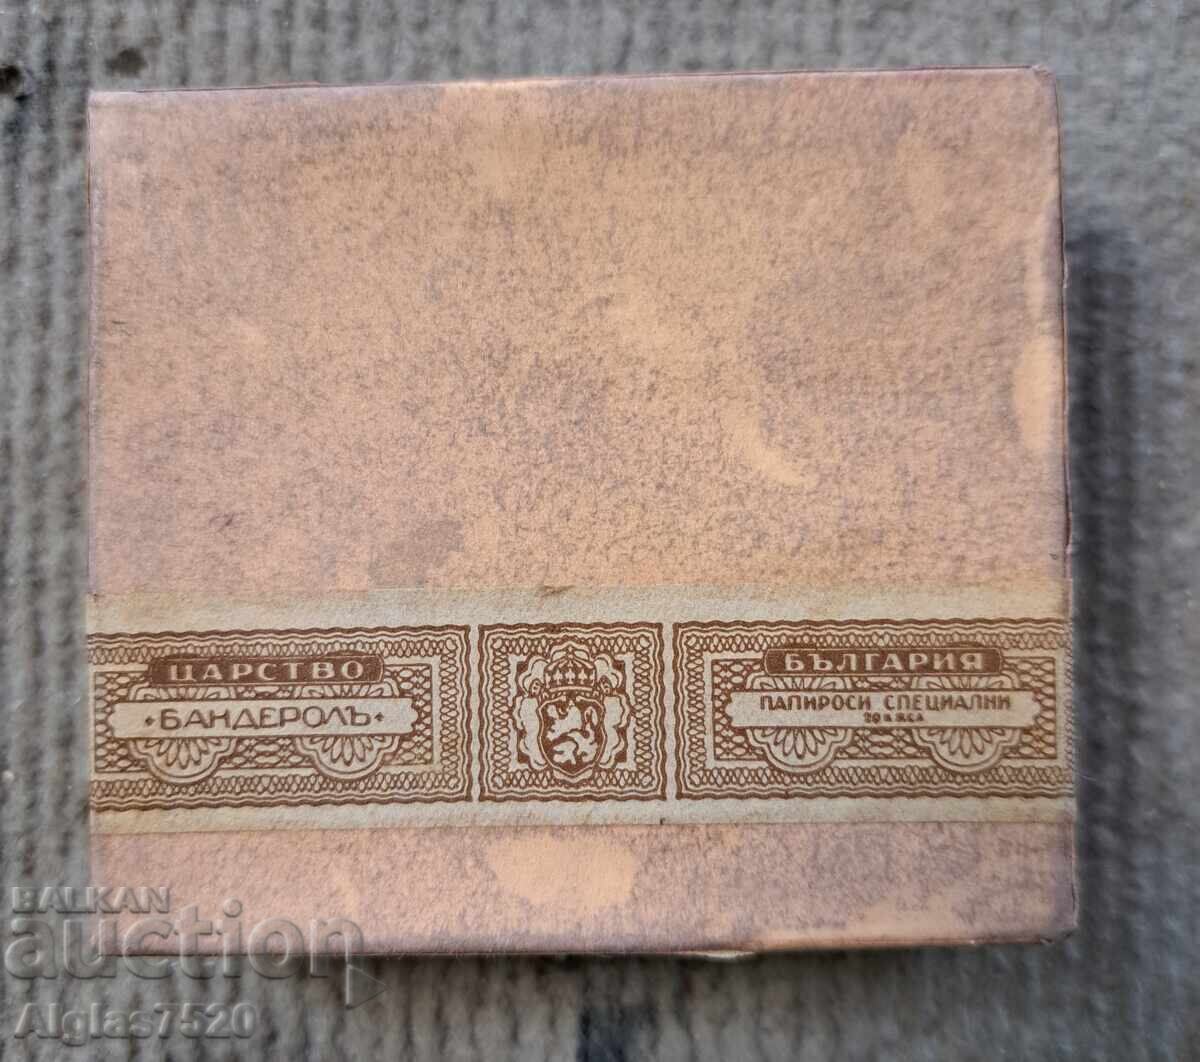 ЦАРСТВО
БАНДЕРОЛЪ
БЪЛГАРИЯ
ПАПИРОСИ СПЕЦИАЛНИ
BALKAN
auction
Alglas7520